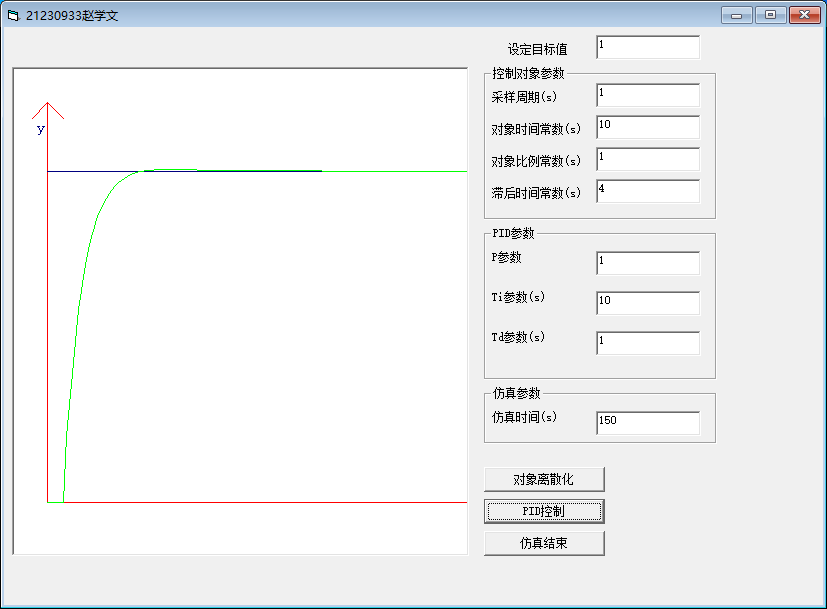 21230933赵学文
设定目标值 1
控制对象参数
采样周期(s) 1
对象时间常数(s) 10
对象比例常数(s) 1
滞后时间常数(s) 4
PID参数
P参数 1
Ti参数(s) 10
Td参数(s) 1
仿真参数
仿真时间(s) 150
对象离散化
PID控制
仿真结束
y